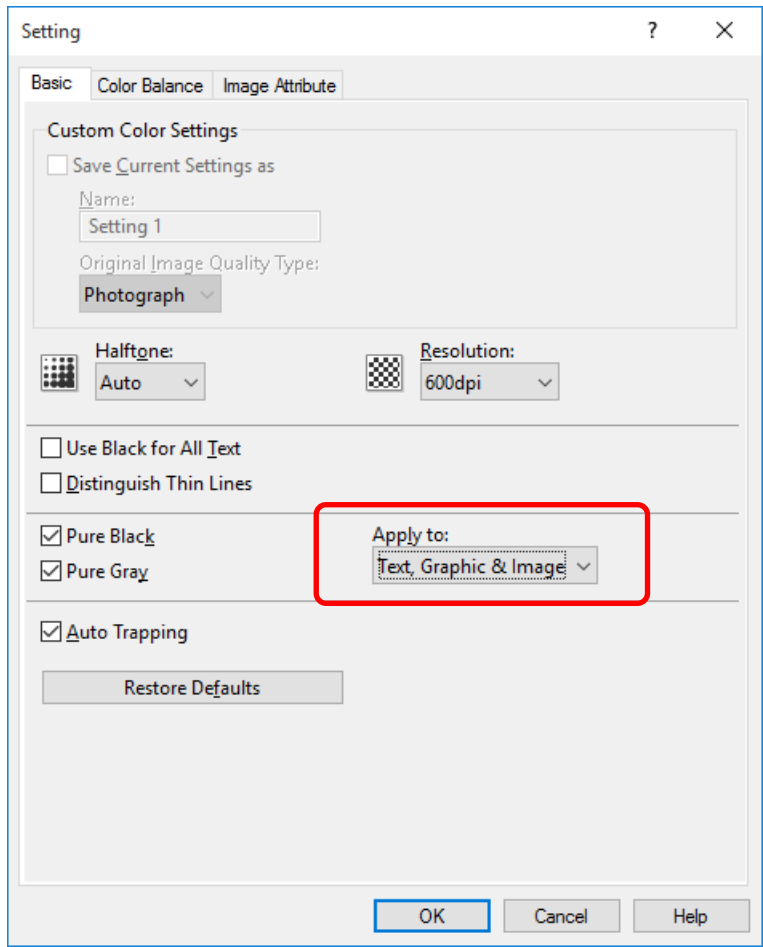 Setting ?
Basic Color Balance Image Attribute
Custom Color Settings
Save Current Settings as
Name:
Setting 1
Original Image Quality Type:
Photograph
Halftone: Resolution:
Auto 600dpi
Use Black for All Text
Distinguish Thin Lines
Pure Black Apply to:
Pure Gray Text, Graphic & Image
Auto Trapping
Restore Defaults
OK Cancel Help